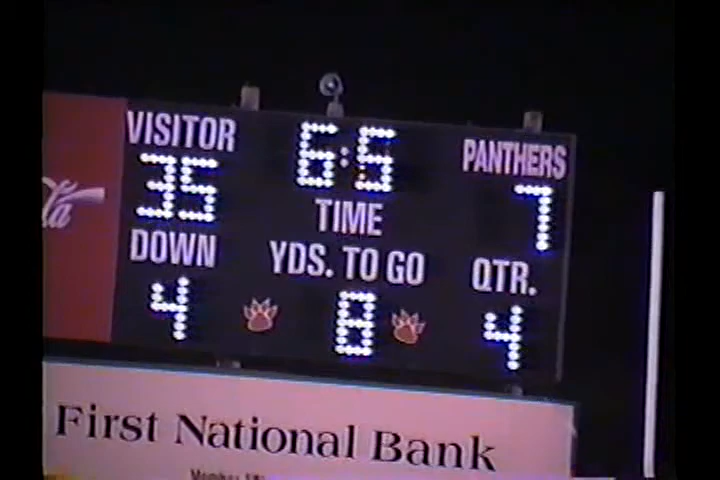 VISITOR 6:5 PANTHERS
35 TIME 7
DOWN YDS. TO GO QTR.
4 8 4
First National Bank